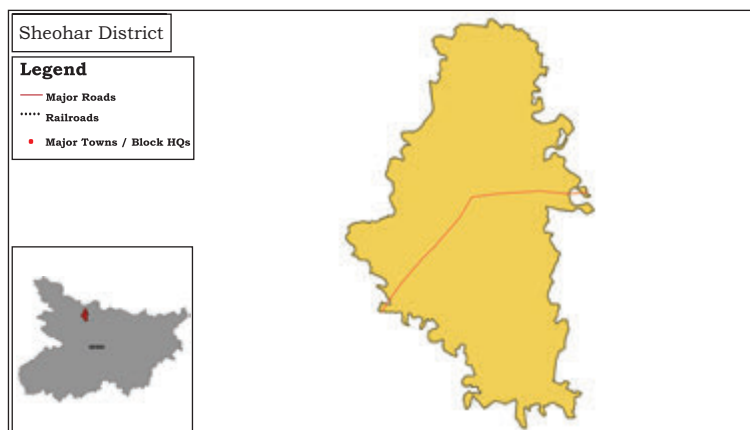 Sheohar District
Legend
Major Roads
Railroads
Major Towns / Block HQs